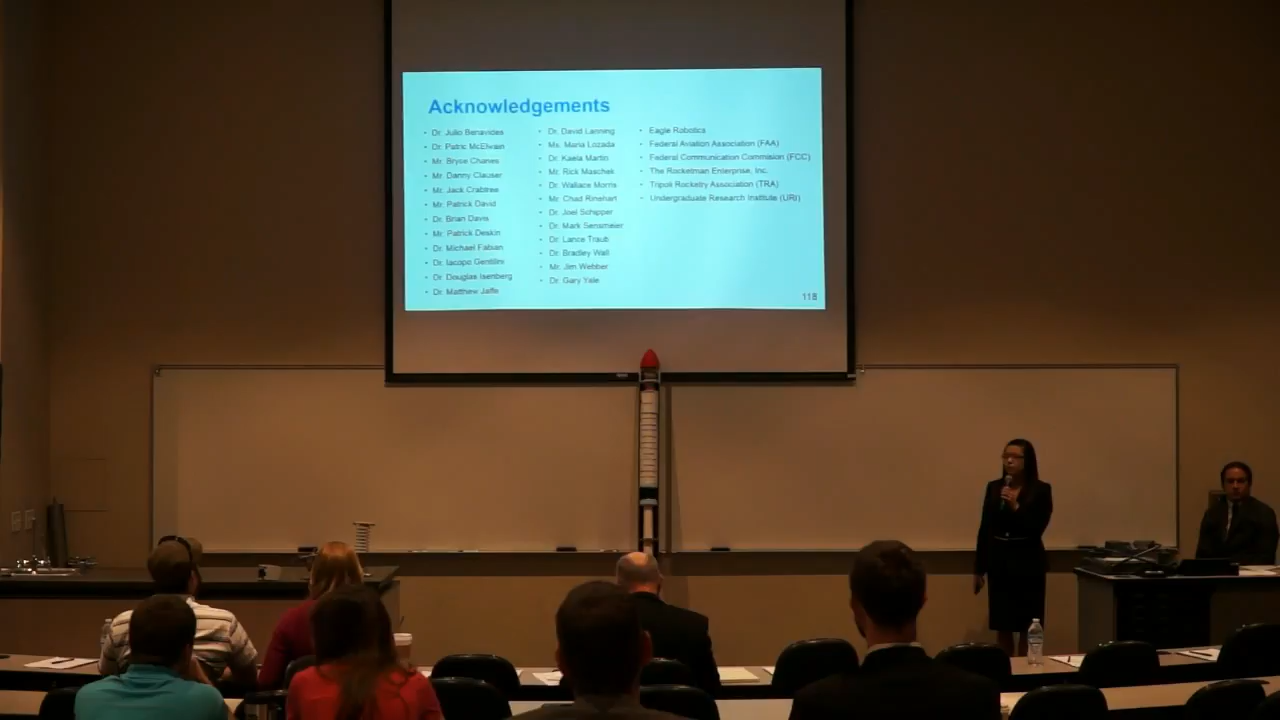 Acknowledgements
• Dr. Julio Benavides
• Dr. Patric McElwain
• Mr. Bryce Chanes
• Mr. Danny Clauser
• Mr. Jack Crabtree
• Mr. Patrick David
• Dr. Brian Davis
• Mr. Patrick Deskin
• Dr. Michael Fabian
• Dr. Iacopo Gentilini
• Dr. Douglas Isenberg
• Dr. Matthew Jaffe
• Dr. David Lanning
• Ms. Maria Lozada
• Dr. Kaela Martin
• Mr. Rick Maschek
• Dr. Wallace Morris
• Mr. Chad Rinehart
• Dr. Joel Schipper
• Dr. Mark Sensmeier
• Dr. Lance Traub
• Dr. Bradley Wall
• Mr. Jim Webber
• Dr. Gary Yale
• Eagle Robotics
• Federal Aviation Association (FAA)
• Federal Communication Commision (FCC)
• The Rocketman Enterprise, Inc.
• Tripoli Rocketry Association (TRA)
• Undergraduate Research Institute (URI)
118